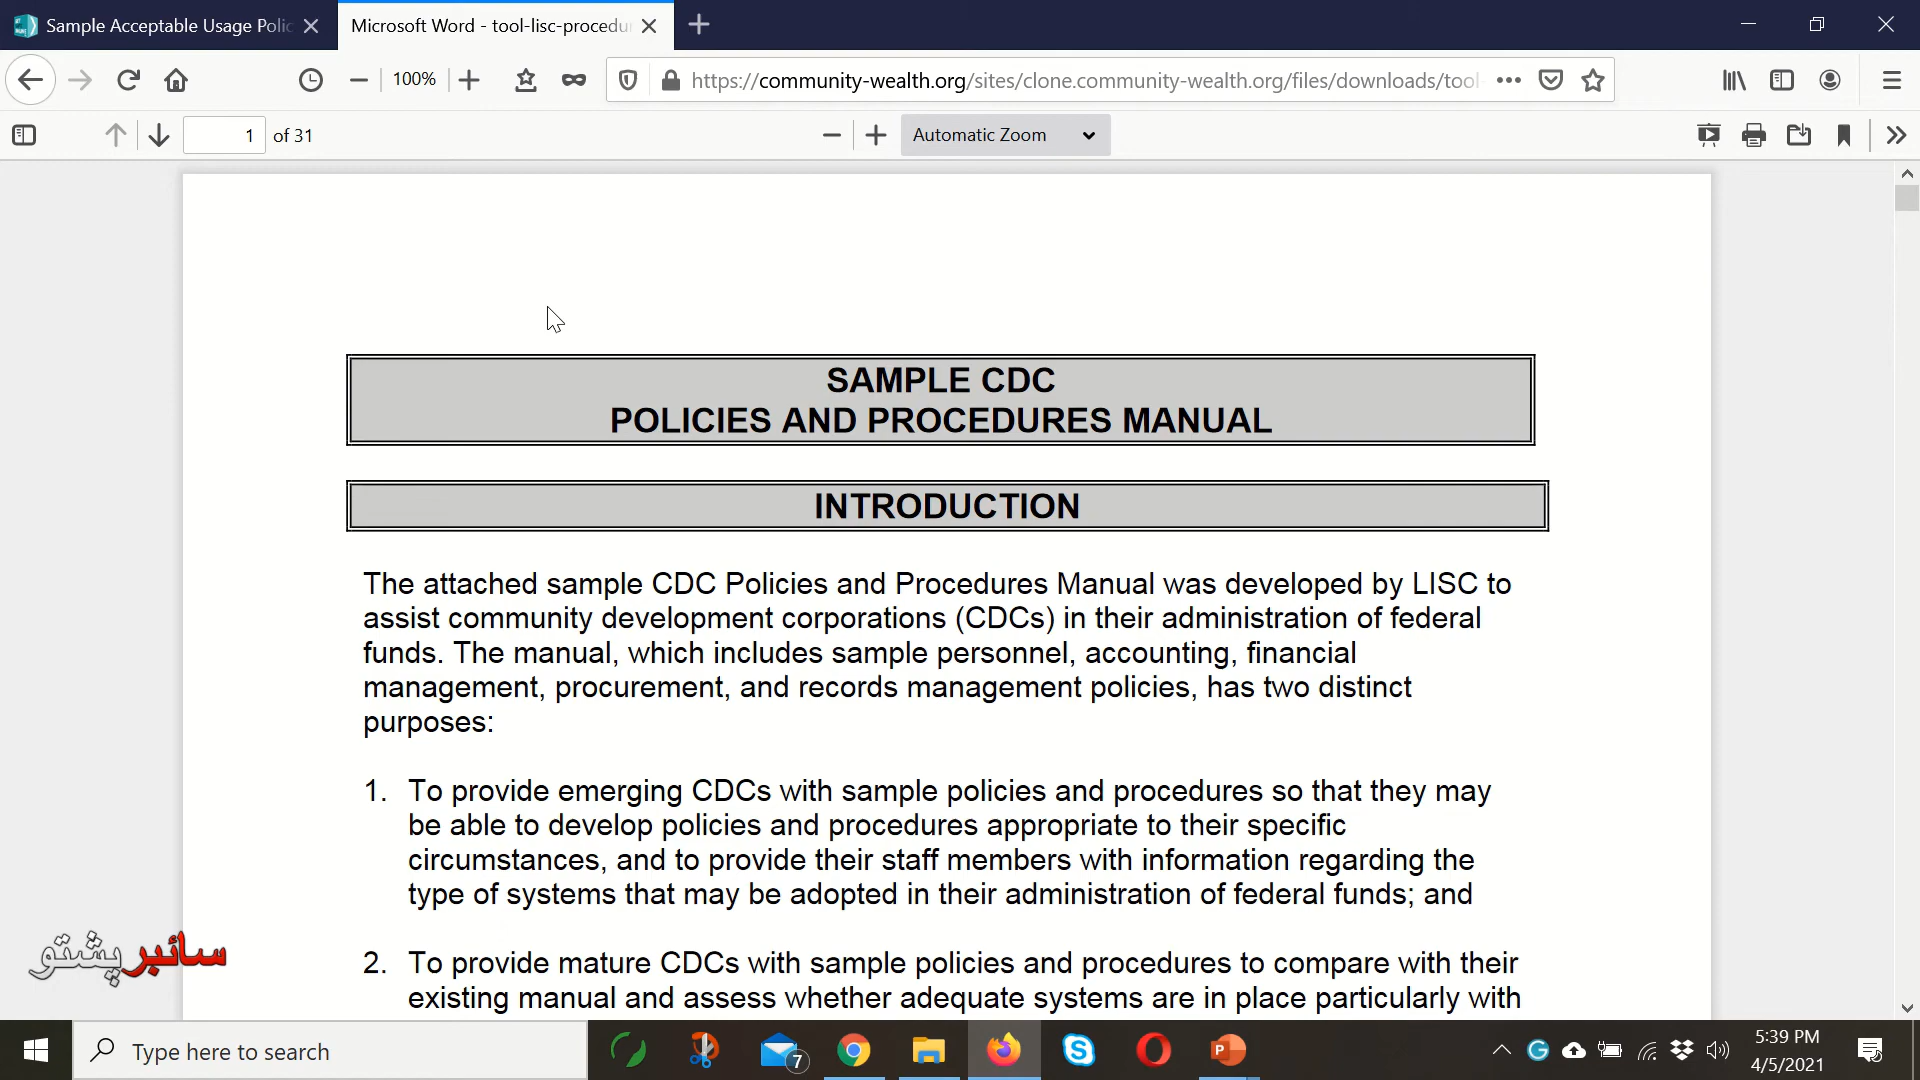 Sample Acceptable Usage Polic
Microsoft Word - tool-lisc-procedu
100%
https://community-wealth.org/sites/clone.community-wealth.org/files/downloads/tool-
1 of 31
Automatic Zoom
SAMPLE CDC
POLICIES AND PROCEDURES MANUAL
INTRODUCTION
The attached sample CDC Policies and Procedures Manual was developed by LISC to
assist community development corporations (CDCs) in their administration of federal
funds. The manual, which includes sample personnel, accounting, financial
management, procurement, and records management policies, has two distinct
purposes:
1. To provide emerging CDCs with sample policies and procedures so that they may
be able to develop policies and procedures appropriate to their specific
circumstances, and to provide their staff members with information regarding the
type of systems that may be adopted in their administration of federal funds; and
2. To provide mature CDCs with sample policies and procedures to compare with their
existing manual and assess whether adequate systems are in place particularly with
سائبر پشتو
Type here to search
7
5:39 PM
4/5/2021